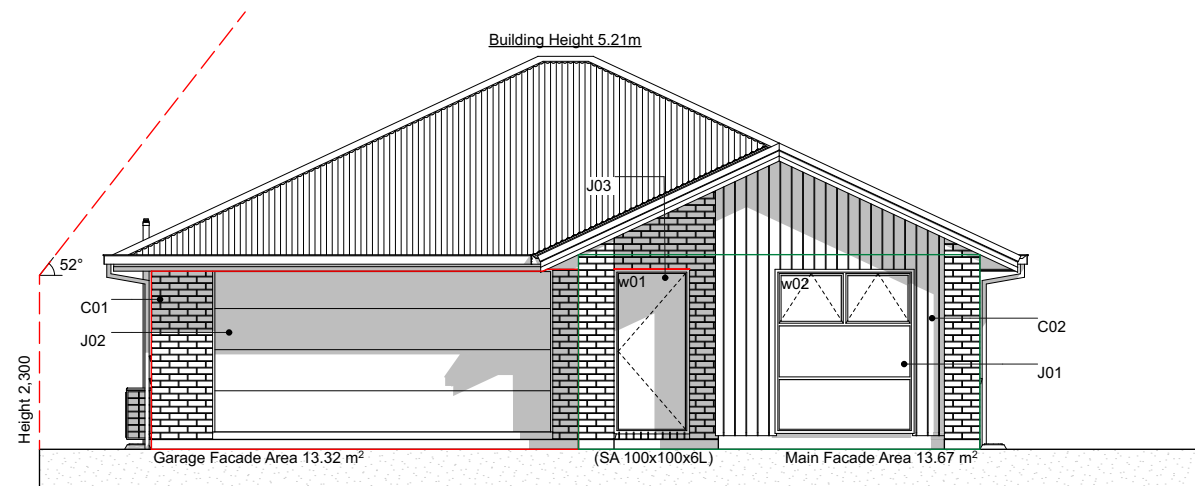 Building Height 5.21m
J03
52°
w01
w02
C01
J02
C02
J01
Height 2,300
Garage Facade Area 13.32 m²
(SA 100x100x6L)
Main Facade Area 13.67 m²